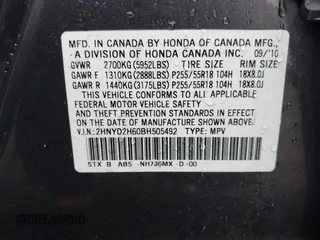 MFD. IN CANADA BY HONDA OF CANADA MFG.,
A DIVISION OF HONDA CANADA INC. 09/10
GVWR 2700KG(5952LBS) TIRE SIZE RIM SIZE
GAWR F 1310KG(2888LBS) P255/55R18 104H 18X8.0J
GAWR R 1440KG(3175LBS) P255/55R18 104H 18X8.0J
THIS VEHICLE CONFORMS TO ALL APPLICABLE
FEDERAL MOTOR VEHICLE SAFETY AND
THEFT PREVENTION STANDARDS IN EFFECT ON
THE DATE OF MANUFACTURE SHOWN ABOVE.
V.I.N.: 2HNYD2H60BH505492 TYPE: MPV
STX B AB5 NH736MX -D-00